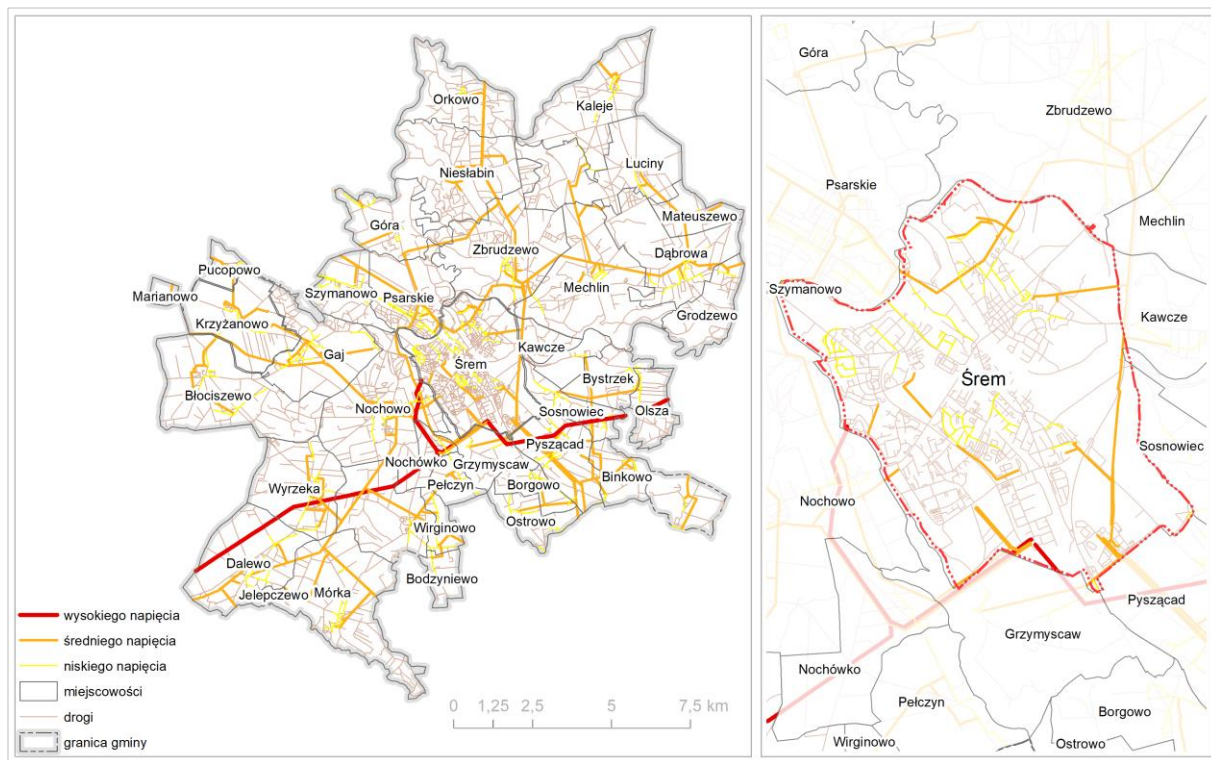 Orkowo
Kaleje
Niesłabin
Luciny
Mateuszewo
Góra
Zbrudzewo
Dąbrowa
Pucopowo
Marianowo
Szymanowo
Psarskie
Mechlin
Grodzewo
Krzyżanowo
Gaj
Kawcze
Śrem
Bystrzek
Błociszewo
Nochowo
Sosnowiec
Olsza
Pyszącad
Nochówko
Grzymyscaw
Pełczyn
Borgowo
Binkowo
Wyrzeka
Ostrowo
Wirginowo
Dalewo
Bodzyniewo
Jelepczewo
Mórka
wysokiego napięcia
średniego napięcia
niskiego napięcia
miejscowości
drogi
granica gminy
0 1,25 2,5 5 7,5 km
Góra
Zbrudzewo
Psarskie
Mechlin
Szymanowo
Kawcze
Śrem
Sosnowiec
Nochowo
Pyszącad
Grzymyscaw
Nochówko
Pełczyn
Borgowo
Wirginowo
Ostrowo